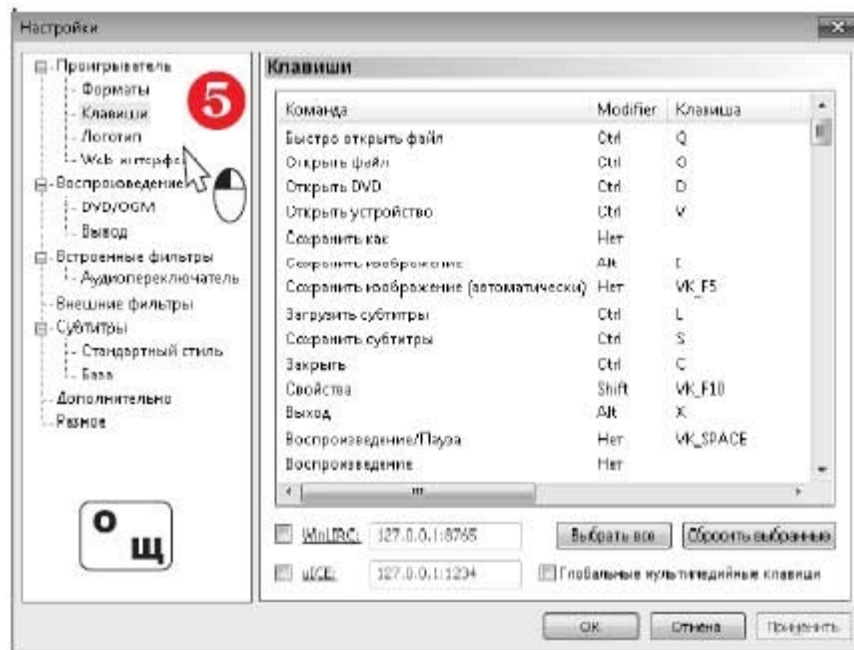 Настройки
Проигрыватель
Форматы
Клавиши
Логотип
Web-интерфе
Воспроизведение
DVD/OGM
Вывод
Встроенные фильтры
Аудиопереключатель
Внешние фильтры
Субтитры
Стандартный стиль
База
Дополнительно
Разное
5
О
Щ
Клавиши
Команда Modifier Клавиша
Быстро открыть файл Ctrl Q
Открыть файл Ctrl O
Открыть DVD Ctrl D
Открыть устройство Ctrl V
Сохранить как Нет
Сохранить изображение Alt I
Сохранить изображение (автоматически) Нет VK_F5
Загрузить субтитры Ctrl L
Сохранить субтитры Ctrl S
Закрыть Ctrl C
Свойства Shift VK_F10
Выход Alt X
Воспроизведение/Пауза Нет VK_SPACE
Воспроизведение Нет
WinLIRC: 127.0.0.1:8765 Выбрать все Сбросить выбранные
uICE: 127.0.0.1:1234 Глобальные мультимедийные клавиши
OK Отмена Применить